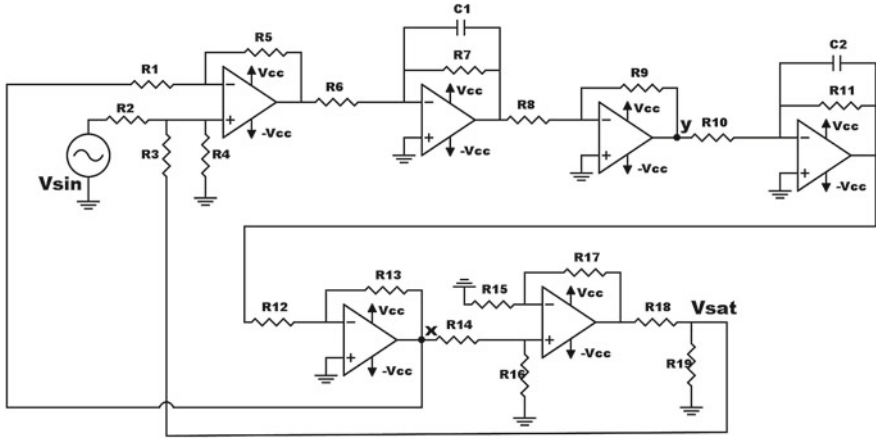 C1
C2
R5
R7
R9
R11
R1
R6
R8
R10
R2
R3
R4
Vcc
-Vcc
Vcc
-Vcc
Vcc
-Vcc
Vcc
-Vcc
y
Vsin
R13
R17
R12
R15
R14
R18
Vsat
Vcc
-Vcc
Vcc
-Vcc
x
R16
R19